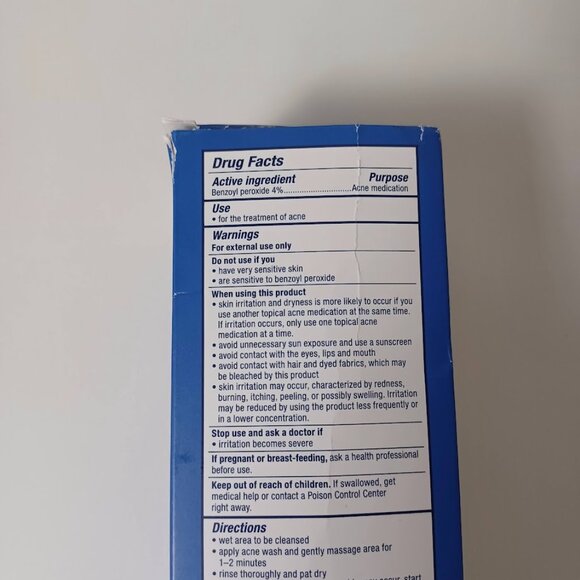 Drug Facts
Active ingredient Purpose
Benzoyl peroxide 4%......................Acne medication
Use
• for the treatment of acne
Warnings
For external use only
Do not use if you
• have very sensitive skin
• are sensitive to benzoyl peroxide
When using this product
• skin irritation and dryness is more likely to occur if you
use another topical acne medication at the same time.
If irritation occurs, only use one topical acne
medication at a time.
• avoid unnecessary sun exposure and use a sunscreen
• avoid contact with the eyes, lips and mouth
• avoid contact with hair and dyed fabrics, which may
be bleached by this product
• skin irritation may occur, characterized by redness,
burning, itching, peeling, or possibly swelling. Irritation
may be reduced by using the product less frequently or
in a lower concentration.
Stop use and ask a doctor if
• irritation becomes severe
If pregnant or breast-feeding, ask a health professional
before use.
Keep out of reach of children. If swallowed, get
medical help or contact a Poison Control Center
right away.
Directions
• wet area to be cleansed
• apply acne wash and gently massage area for
1–2 minutes
• rinse thoroughly and pat dry
occur, start